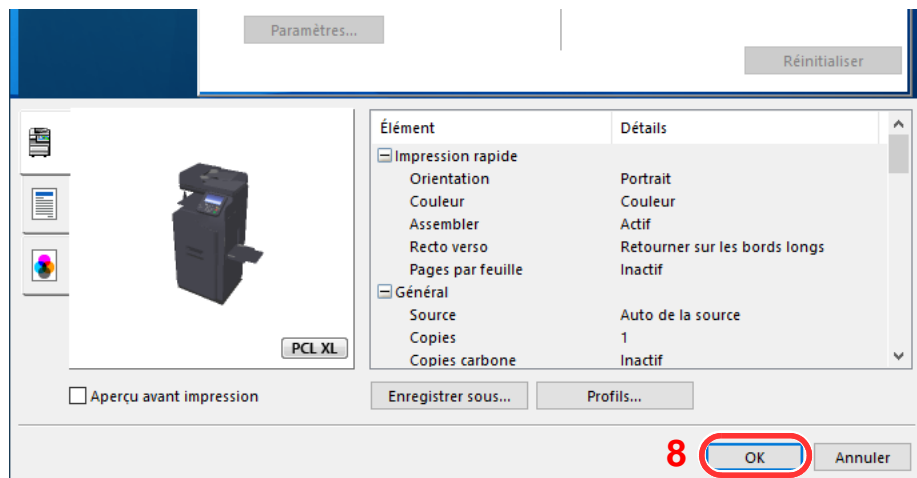 Paramètres...
Réinitialiser
Élément Détails
Impression rapide
Orientation Portrait
Couleur Couleur
Assembler Actif
Recto verso Retourner sur les bords longs
Pages par feuille Inactif
Général
Source Auto de la source
Copies 1
Copies carbone Inactif
PCL XL
Aperçu avant impression Enregistrer sous... Profils...
8 OK Annuler